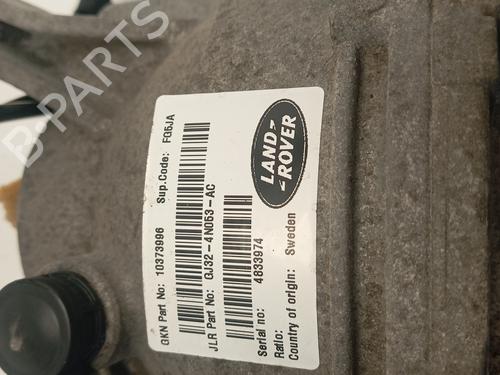 GKN Part No: 10373996 Sup.Code: FG5JA
JLR Part No: GJ32-4N053-AC
Serial no: 4833974
Ratio:
Country of origin: Sweden
LAND-
-ROVER
B-Parts